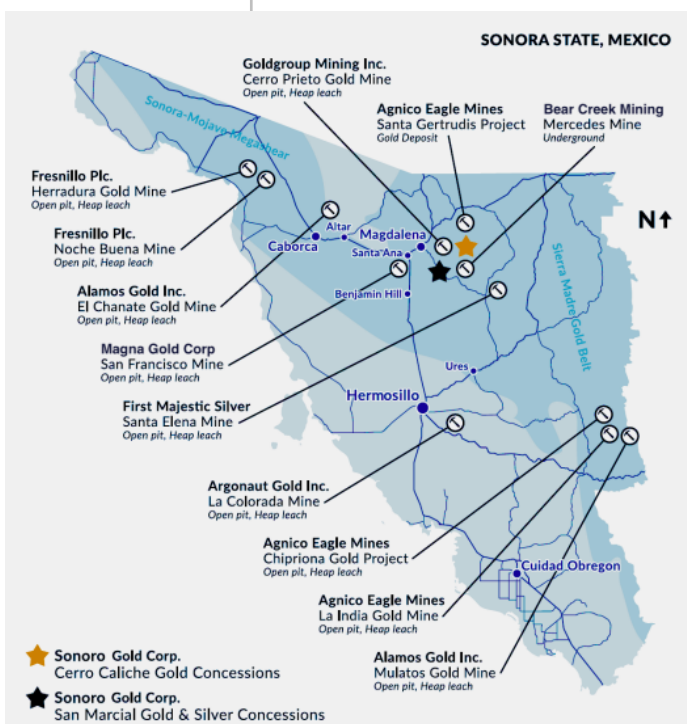 SONORA STATE, MEXICO
Goldgroup Mining Inc.
Cerro Prieto Gold Mine
Open pit, Heap leach
Agnico Eagle Mines
Santa Gertrudis Project
Gold Deposit
Bear Creek Mining
Mercedes Mine
Underground
Sonora-Mojave Megashear
Fresnillo Plc.
Herradura Gold Mine
Open pit, Heap leach
Fresnillo Plc.
Noche Buena Mine
Open pit, Heap leach
N
Altar
Caborca
Magdalena
Santa Ana
Benjamin Hill
Sierra Madre Gold Belt
Alamos Gold Inc.
El Chanate Gold Mine
Open pit, Heap leach
Magna Gold Corp
San Francisco Mine
Open pit, Heap leach
Ures
Hermosillo
First Majestic Silver
Santa Elena Mine
Open pit, Heap leach
Argonaut Gold Inc.
La Colorada Mine
Open pit, Heap leach
Agnico Eagle Mines
Chipriona Gold Project
Open pit, Heap leach
Cuidad Obregon
Agnico Eagle Mines
La India Gold Mine
Open pit, Heap leach
Alamos Gold Inc.
Mulatos Gold Mine
Open pit, Heap leach
Sonoro Gold Corp.
Cerro Caliche Gold Concessions
Sonoro Gold Corp.
San Marcial Gold & Silver Concessions